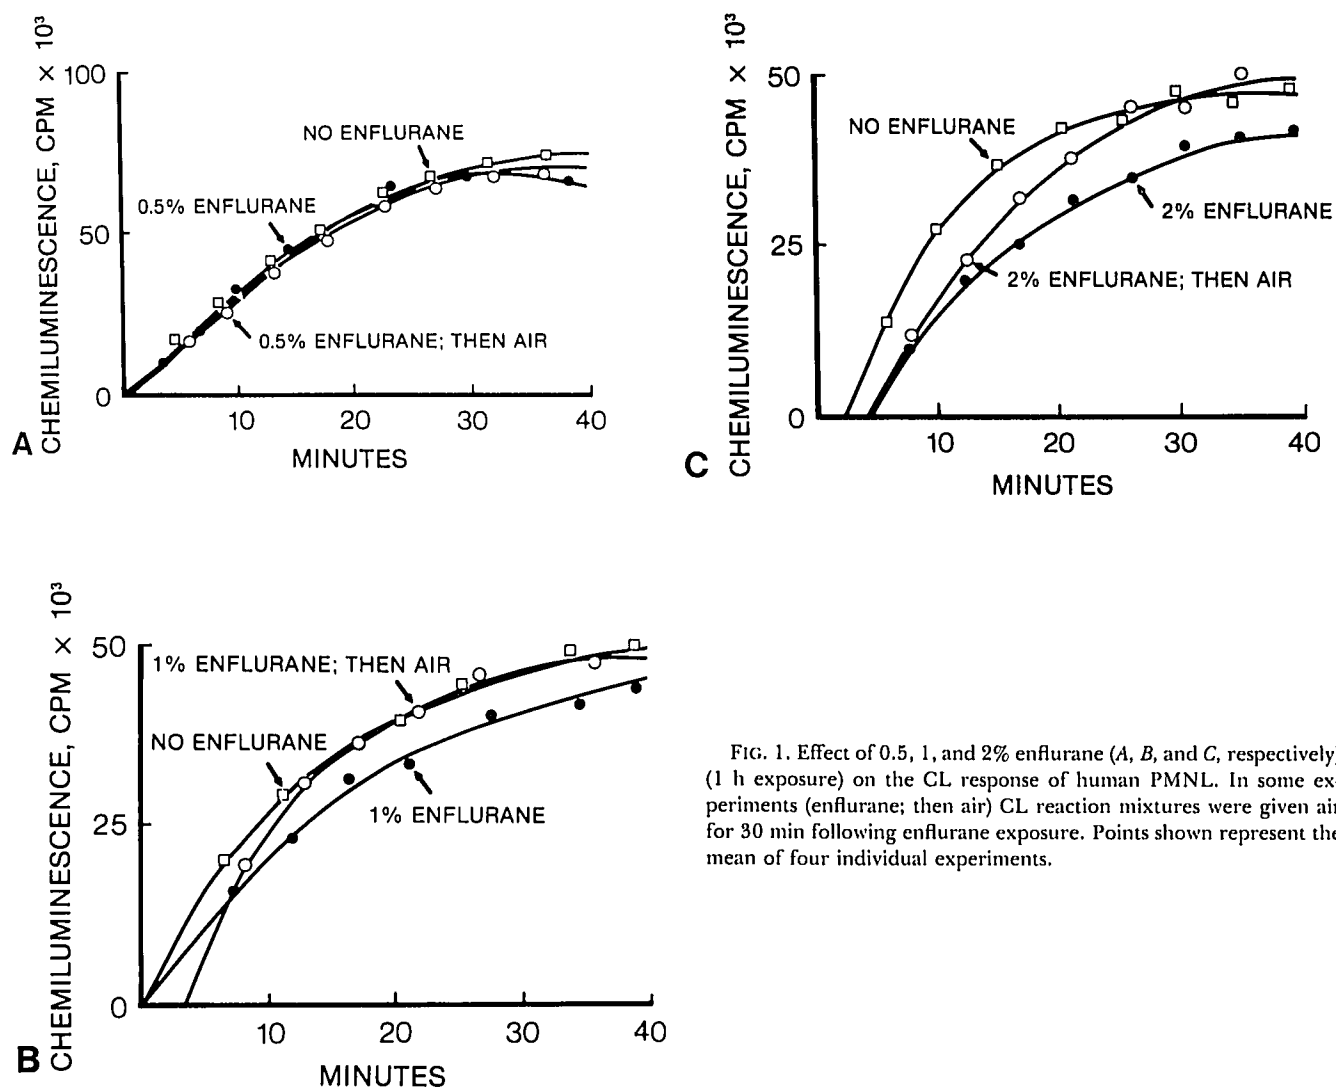 CHEMILUMINESCENCE, CPM × 10³
100
50
0
NO ENFLURANE
0.5% ENFLURANE
0.5% ENFLURANE; THEN AIR
10 20 30 40
MINUTES
A
CHEMILUMINESCENCE, CPM × 10³
50
25
0
1% ENFLURANE; THEN AIR
NO ENFLURANE
1% ENFLURANE
10 20 30 40
MINUTES
B
CHEMILUMINESCENCE, CPM × 10³
50
25
0
NO ENFLURANE
2% ENFLURANE
2% ENFLURANE; THEN AIR
10 20 30 40
MINUTES
C
FIG. 1. Effect of 0.5, 1, and 2% enflurane (A, B, and C, respectively)
(1 h exposure) on the CL response of human PMNL. In some ex-
periments (enflurane; then air) CL reaction mixtures were given air
for 30 min following enflurane exposure. Points shown represent the
mean of four individual experiments.